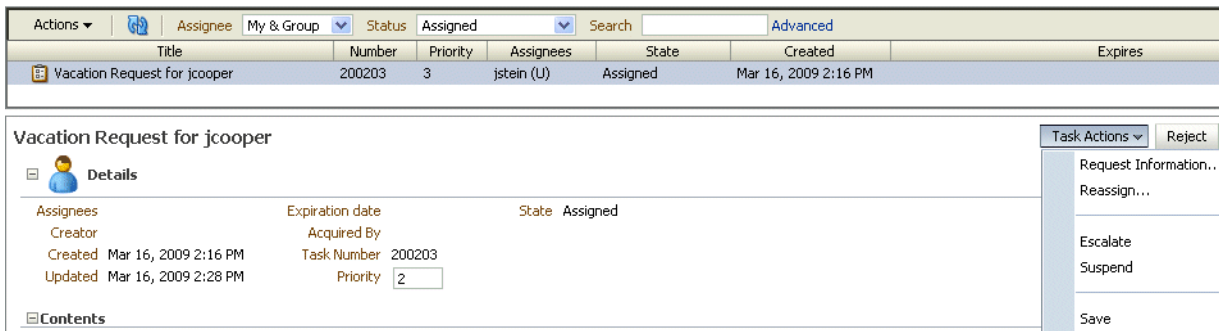 Actions Assignee My & Group Status Assigned Search Advanced
Title Number Priority Assignees State Created Expires
Vacation Request for jcooper 200203 3 jstein (U) Assigned Mar 16, 2009 2:16 PM
Vacation Request for jcooper Task Actions Reject
Request Information..
Details
Reassign...
Assignees Expiration date State Assigned
Creator Acquired By
Escalate
Created Mar 16, 2009 2:16 PM Task Number 200203
Suspend
Updated Mar 16, 2009 2:28 PM Priority 2
Contents Save